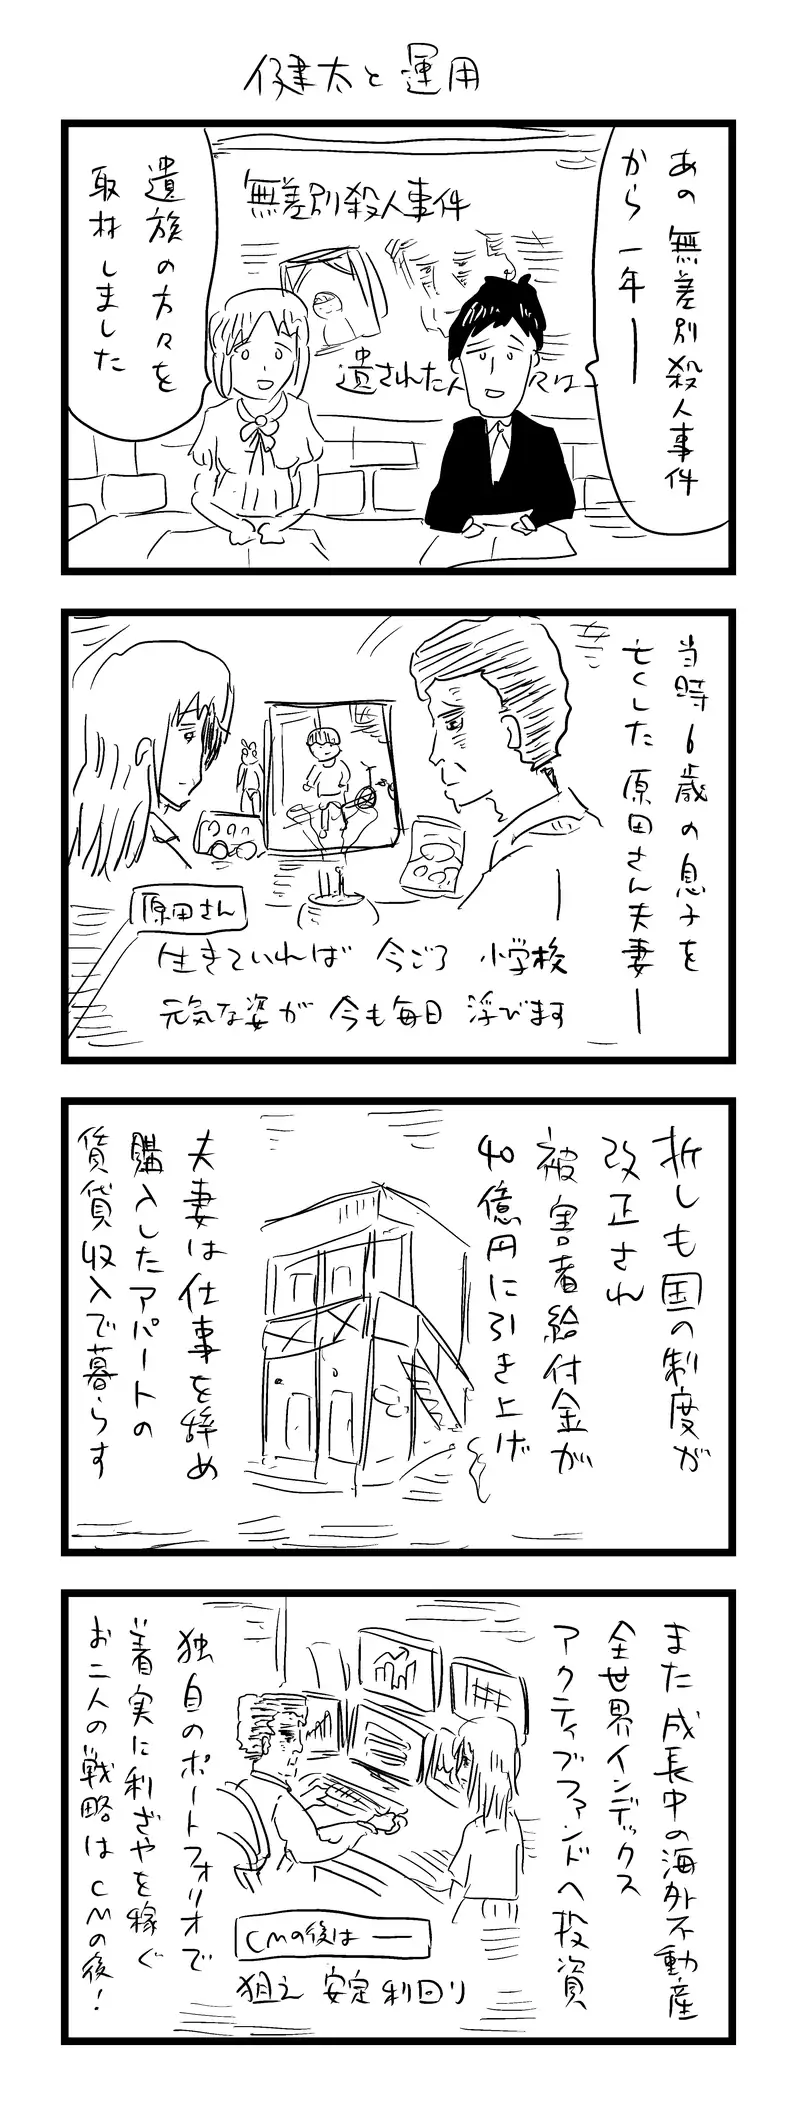 健太と運用
あの無差別殺人事件
から一年―
無差別殺人事件
遺された人
は―
遺族の方々を
取材しました
当時6歳の息子を
亡くした原田さん夫妻―
原田さん
―
生きていれば 今ごろ 小学校
元気な姿が 今も毎日 浮びます
折しも国の制度が
改正され
被害者給付金が
40億円に引き上げ
夫妻は仕事を辞め
購入したアパートの
賃貸収入で暮らす
また成長中の海外不動産
全世界インデックス
アクティブファンドへ投資
独自のポートフォリオで
着実に利ざやを稼ぐ
お二人の戦略はCMの後！
CMの後は ―
狙え 安定利回り